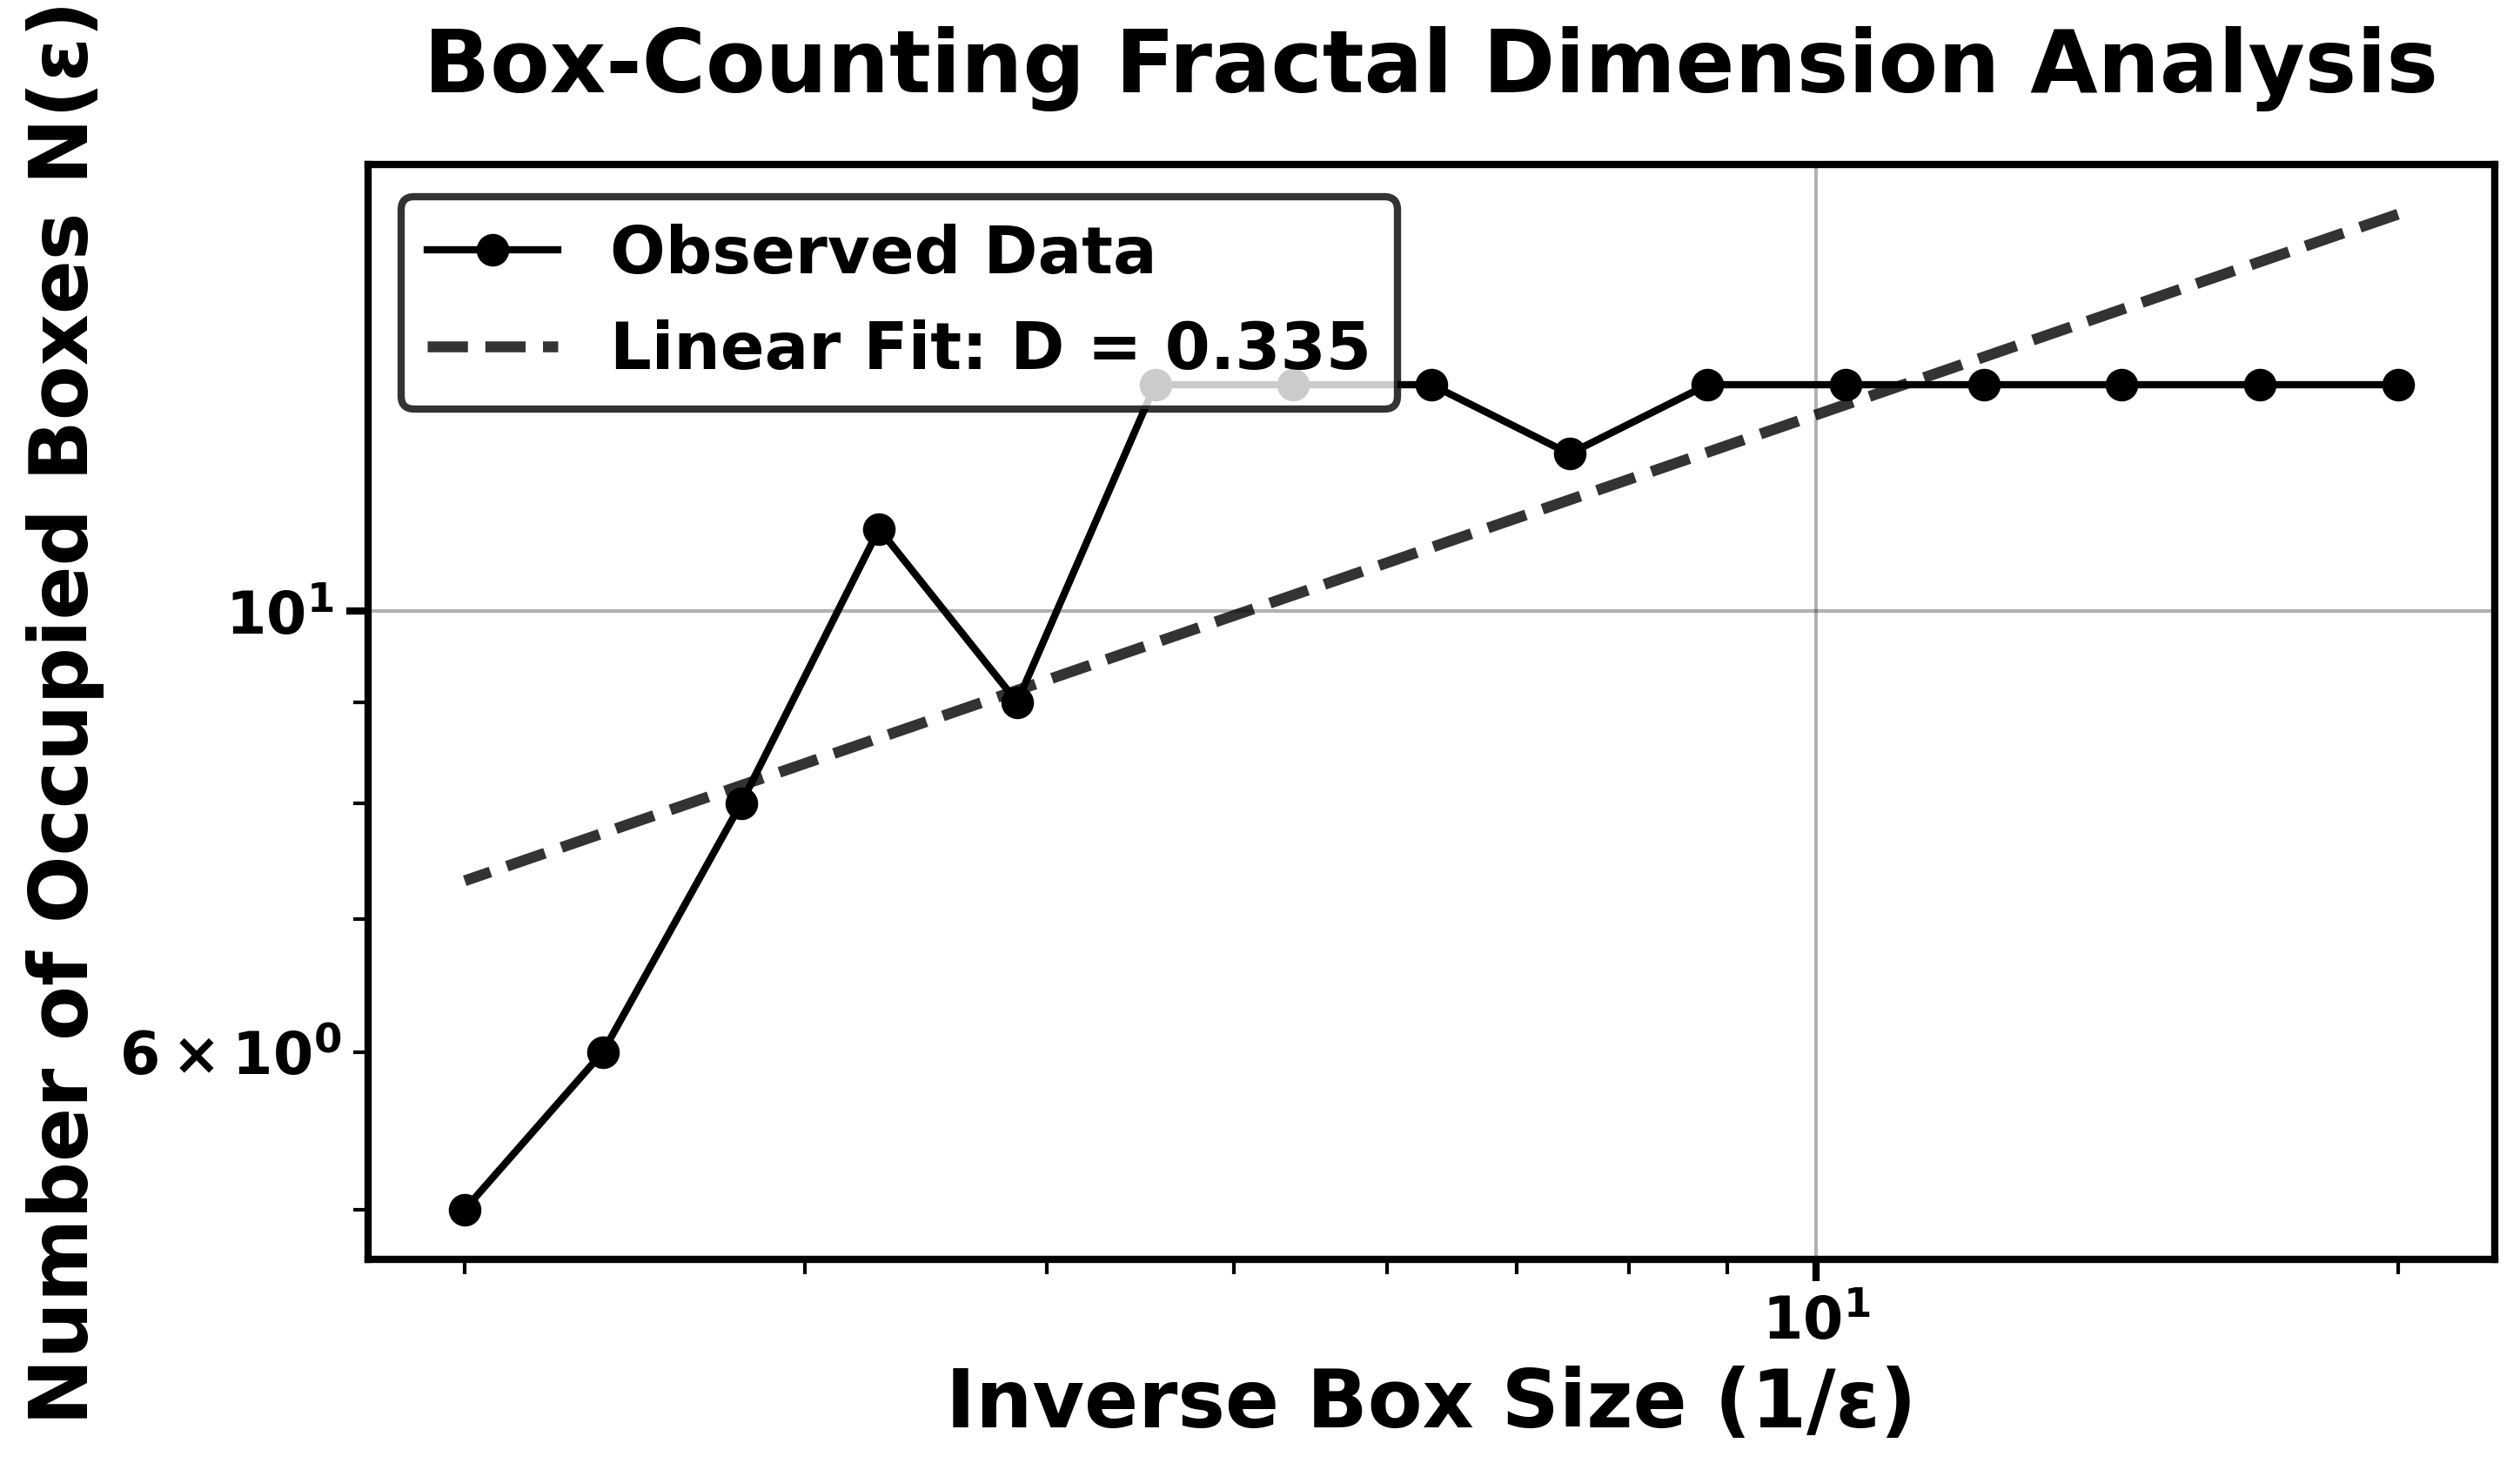 Box-Counting Fractal Dimension Analysis
Number of Occupied Boxes N(ε)
Observed Data
Linear Fit: D = 0.335
10¹
6 × 10⁰
10¹
Inverse Box Size (1/ε)